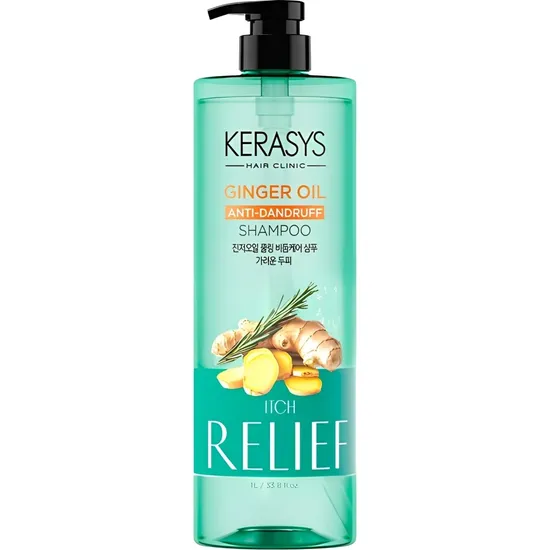 KERASYS
HAIR CLINIC
GINGER OIL
ANTI-DANDRUFF
SHAMPOO
진저오일 쿨링 비듬케어 샴푸
가려운 두피
ITCH
RELIEF
1L / 33.8 fl.oz